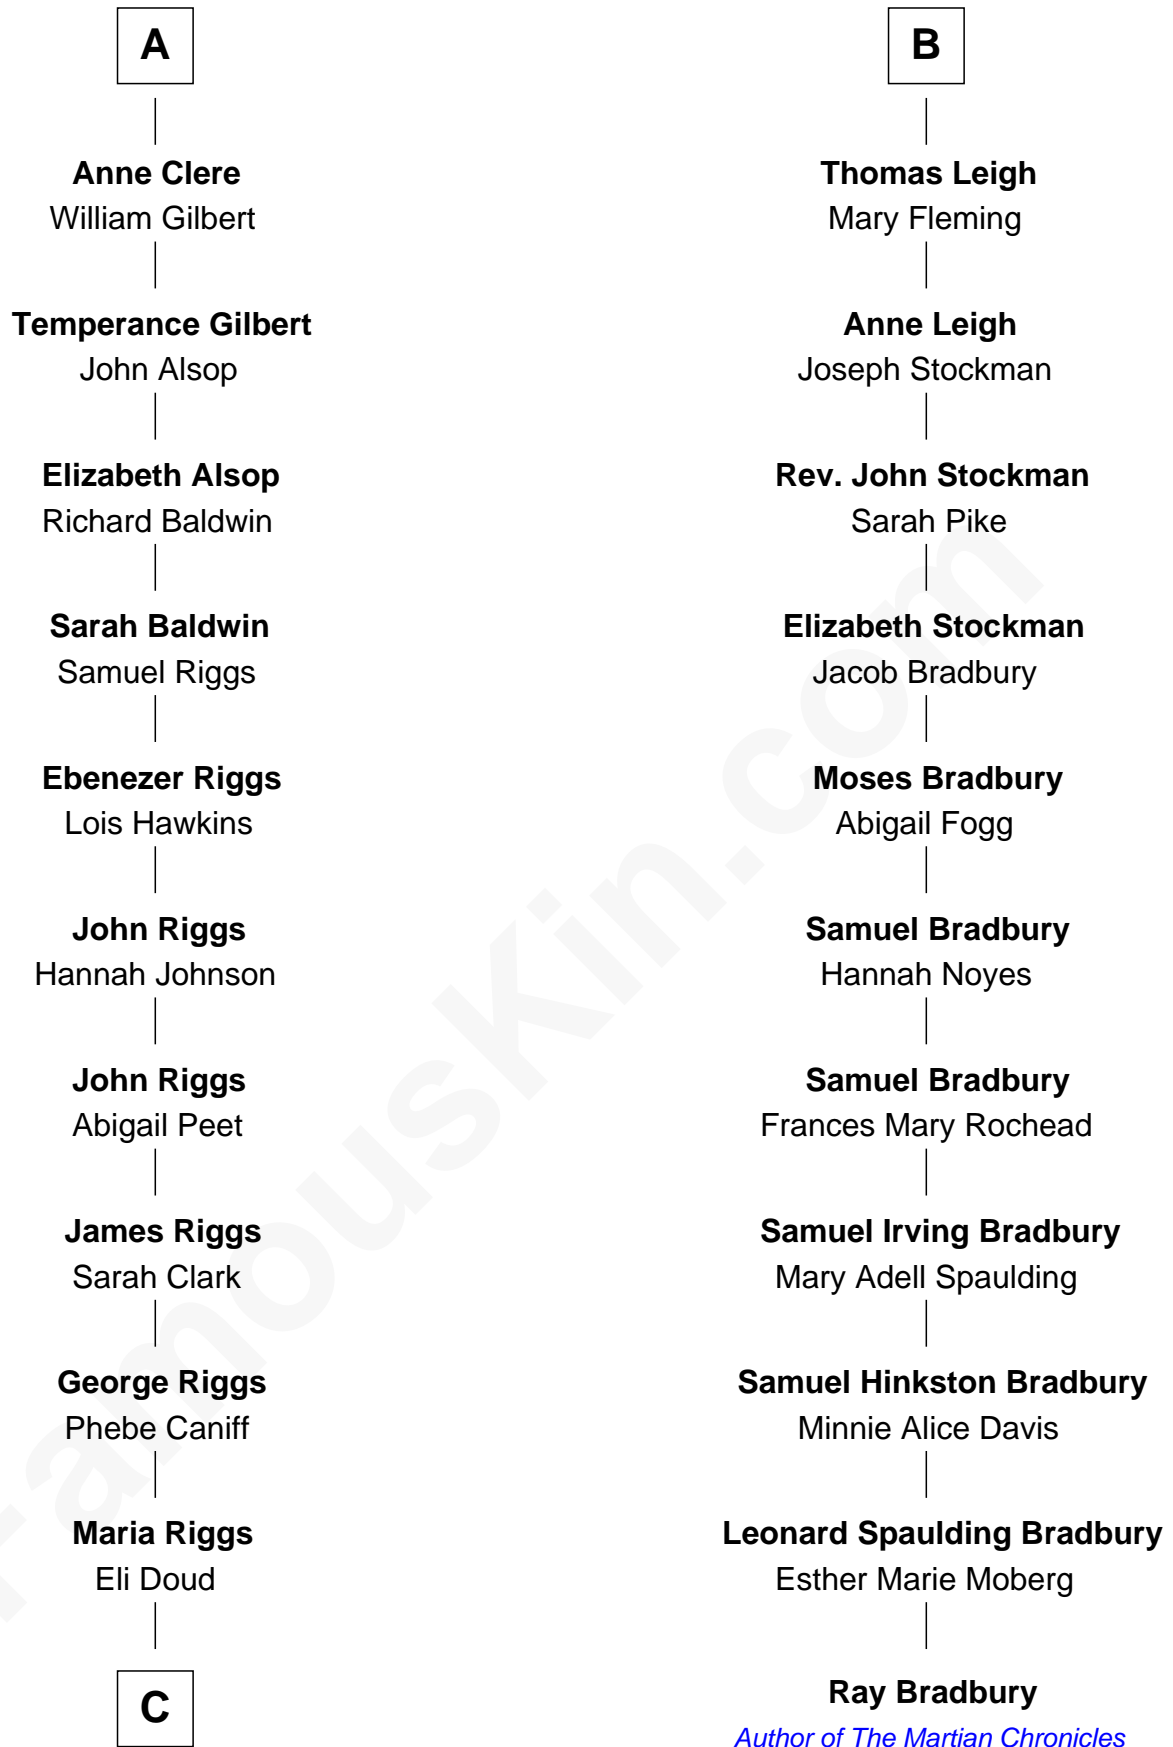 A
Anne Clere
William Gilbert
Temperance Gilbert
John Alsop
Elizabeth Alsop
Richard Baldwin
Sarah Baldwin
Samuel Riggs
Ebenezer Riggs
Lois Hawkins
John Riggs
Hannah Johnson
John Riggs
Abigail Peet
James Riggs
Sarah Clark
George Riggs
Phebe Caniff
Maria Riggs
Eli Doud
C
B
Thomas Leigh
Mary Fleming
Anne Leigh
Joseph Stockman
Rev. John Stockman
Sarah Pike
Elizabeth Stockman
Jacob Bradbury
Moses Bradbury
Abigail Fogg
Samuel Bradbury
Hannah Noyes
Samuel Bradbury
Frances Mary Rochead
Samuel Irving Bradbury
Mary Adell Spaulding
Samuel Hinkston Bradbury
Minnie Alice Davis
Leonard Spaulding Bradbury
Esther Marie Moberg
Ray Bradbury
Author of The Martian Chronicles
FamousKin.com